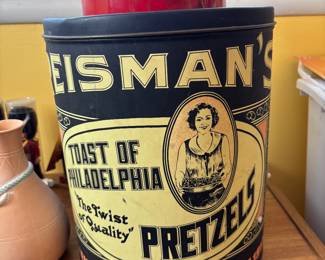 EISMAN'S
TOAST OF
PHILADELPHIA
"The Twist
of Quality"
PRETZELS